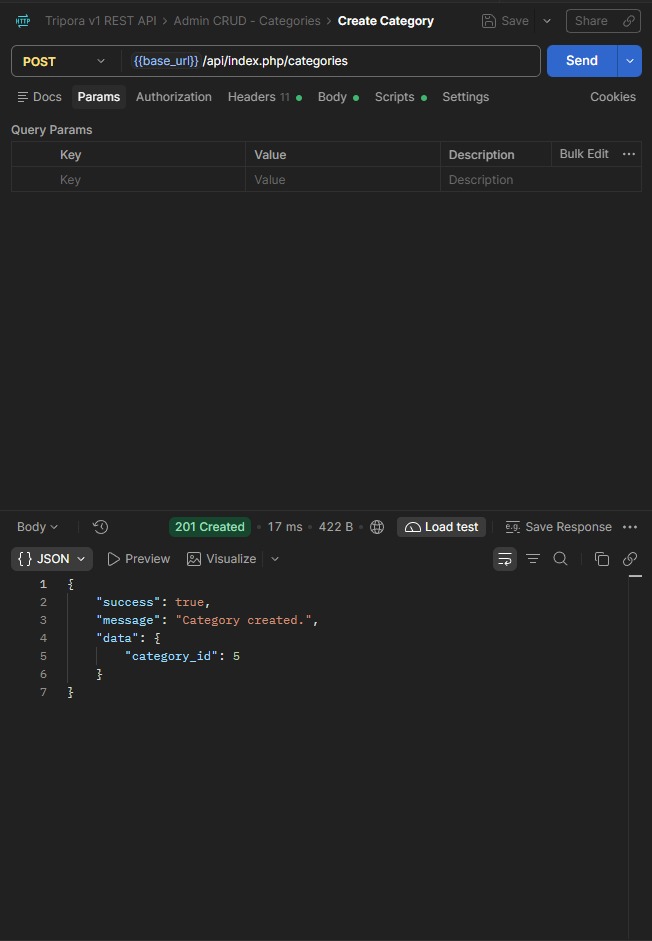 HTTP Tripora v1 REST API > Admin CRUD - Categories > Create Category Save Share
POST {{base_url}} /api/index.php/categories Send
Docs Params Authorization Headers 11 Body Scripts Settings Cookies
Query Params
Key Value Description Bulk Edit ...
Key Value Description
Body 201 Created • 17 ms • 422 B • Load test e.g. Save Response ...
{ } JSON Preview Visualize
1 {
2 "success": true,
3 "message": "Category created.",
4 "data": {
5 "category_id": 5
6 }
7 }